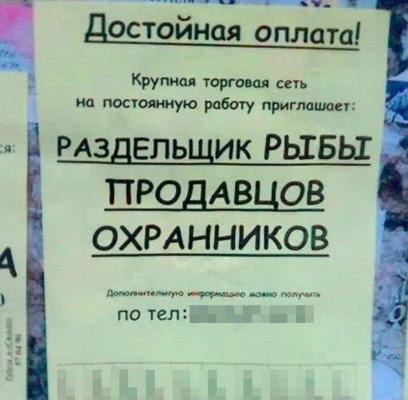 Достойная оплата!
Крупная торговая сеть
на постоянную работу приглашает:
РАЗДЕЛЬЩИК РЫБЫ
ПРОДАВЦОВ
ОХРАННИКОВ
Дополнительную информацию можно получить
по тел: